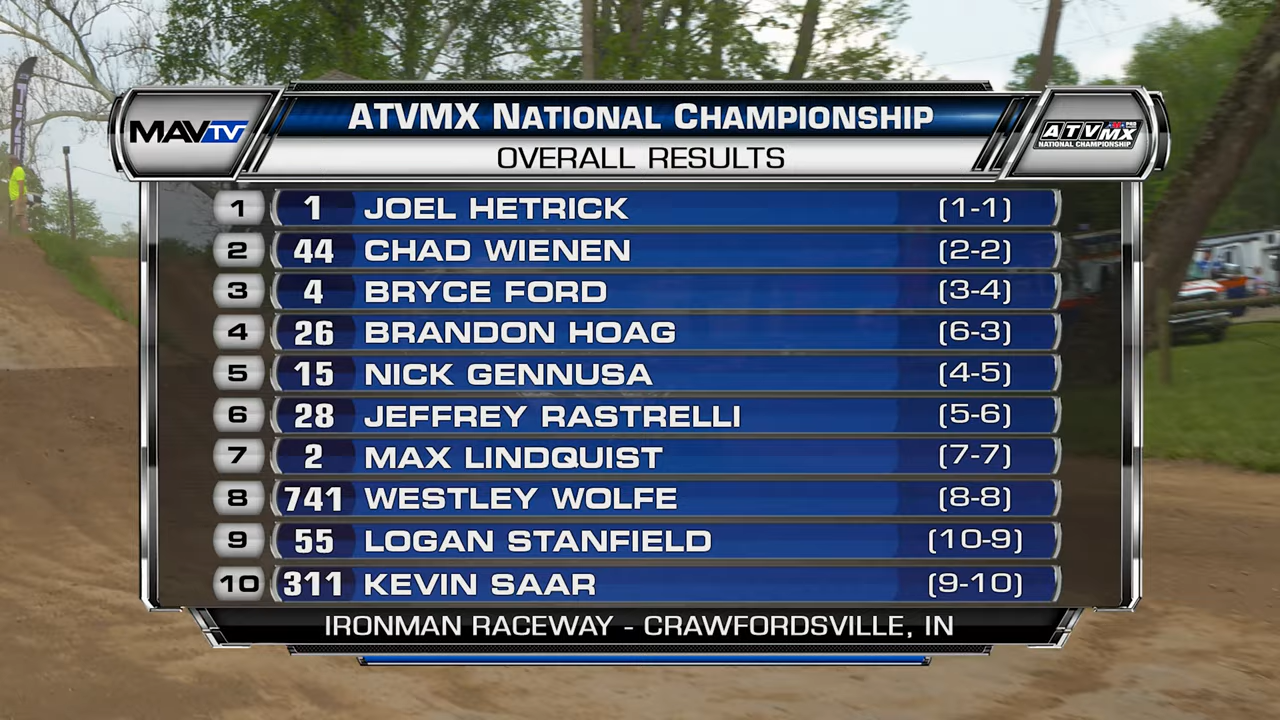 MAVTV
ATVMX NATIONAL CHAMPIONSHIP
ATVMX
NATIONAL CHAMPIONSHIP
OVERALL RESULTS
1 1 JOEL HETRICK (1-1)
2 44 CHAD WIENEN (2-2)
3 4 BRYCE FORD (3-4)
4 26 BRANDON HOAG (6-3)
5 15 NICK GENNUSA (4-5)
6 28 JEFFREY RASTRELLI (5-6)
7 2 MAX LINDQUIST (7-7)
8 741 WESTLEY WOLFE (8-8)
9 55 LOGAN STANFIELD (10-9)
10 311 KEVIN SAAR (9-10)
IRONMAN RACEWAY - CRAWFORDSVILLE, IN